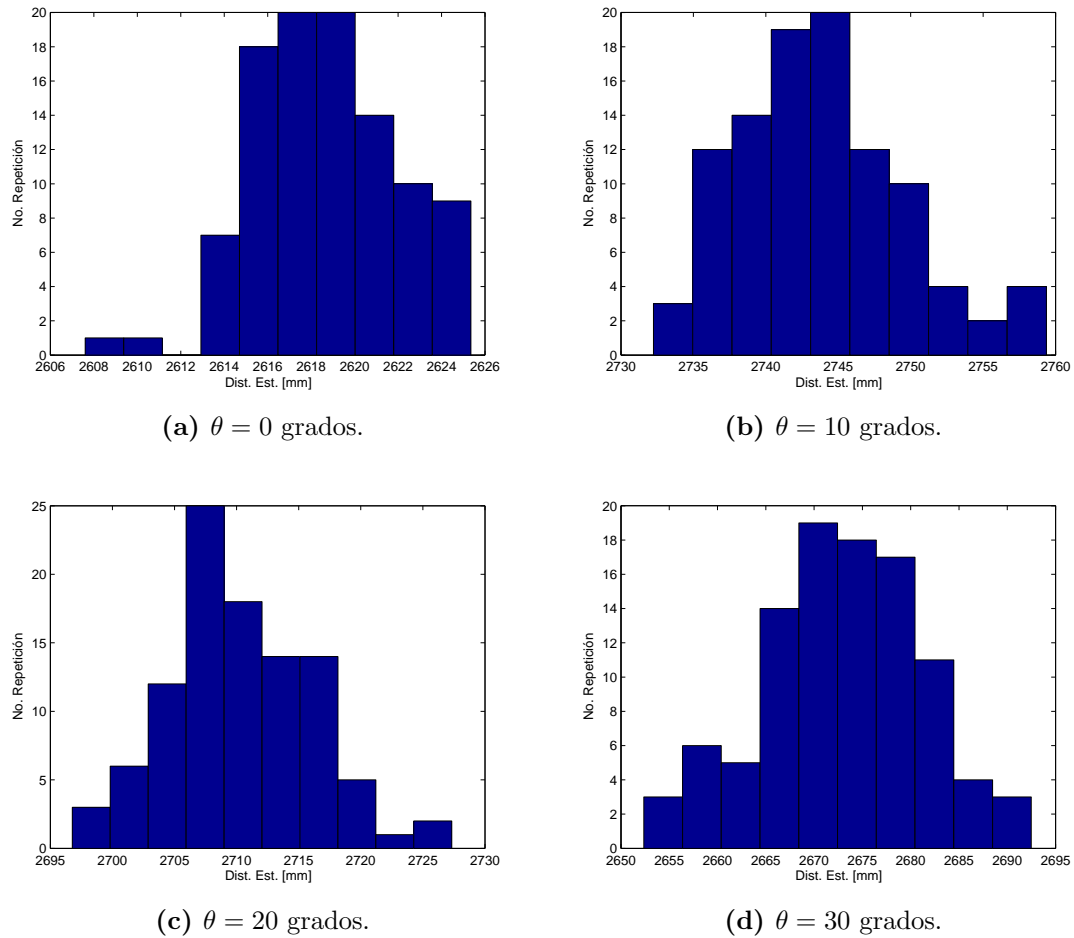 20
18
16
14
12
10
8
6
4
2
0
No. Repetición
2606 2608 2610 2612 2614 2616 2618 2620 2622 2624 2626
Dist. Est. [mm]
(a) θ = 0 grados.
20
18
16
14
12
10
8
6
4
2
0
No. Repetición
2730 2735 2740 2745 2750 2755 2760
Dist. Est. [mm]
(b) θ = 10 grados.
25
20
15
10
5
0
No. Repetición
2695 2700 2705 2710 2715 2720 2725 2730
Dist. Est. [mm]
(c) θ = 20 grados.
20
18
16
14
12
10
8
6
4
2
0
No. Repetición
2650 2655 2660 2665 2670 2675 2680 2685 2690 2695
Dist. Est. [mm]
(d) θ = 30 grados.